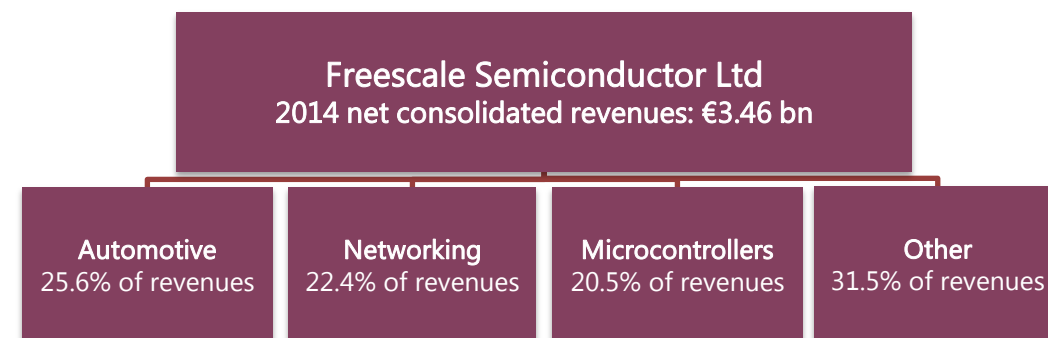 Freescale Semiconductor Ltd
2014 net consolidated revenues: €3.46 bn
Automotive
25.6% of revenues
Networking
22.4% of revenues
Microcontrollers
20.5% of revenues
Other
31.5% of revenues